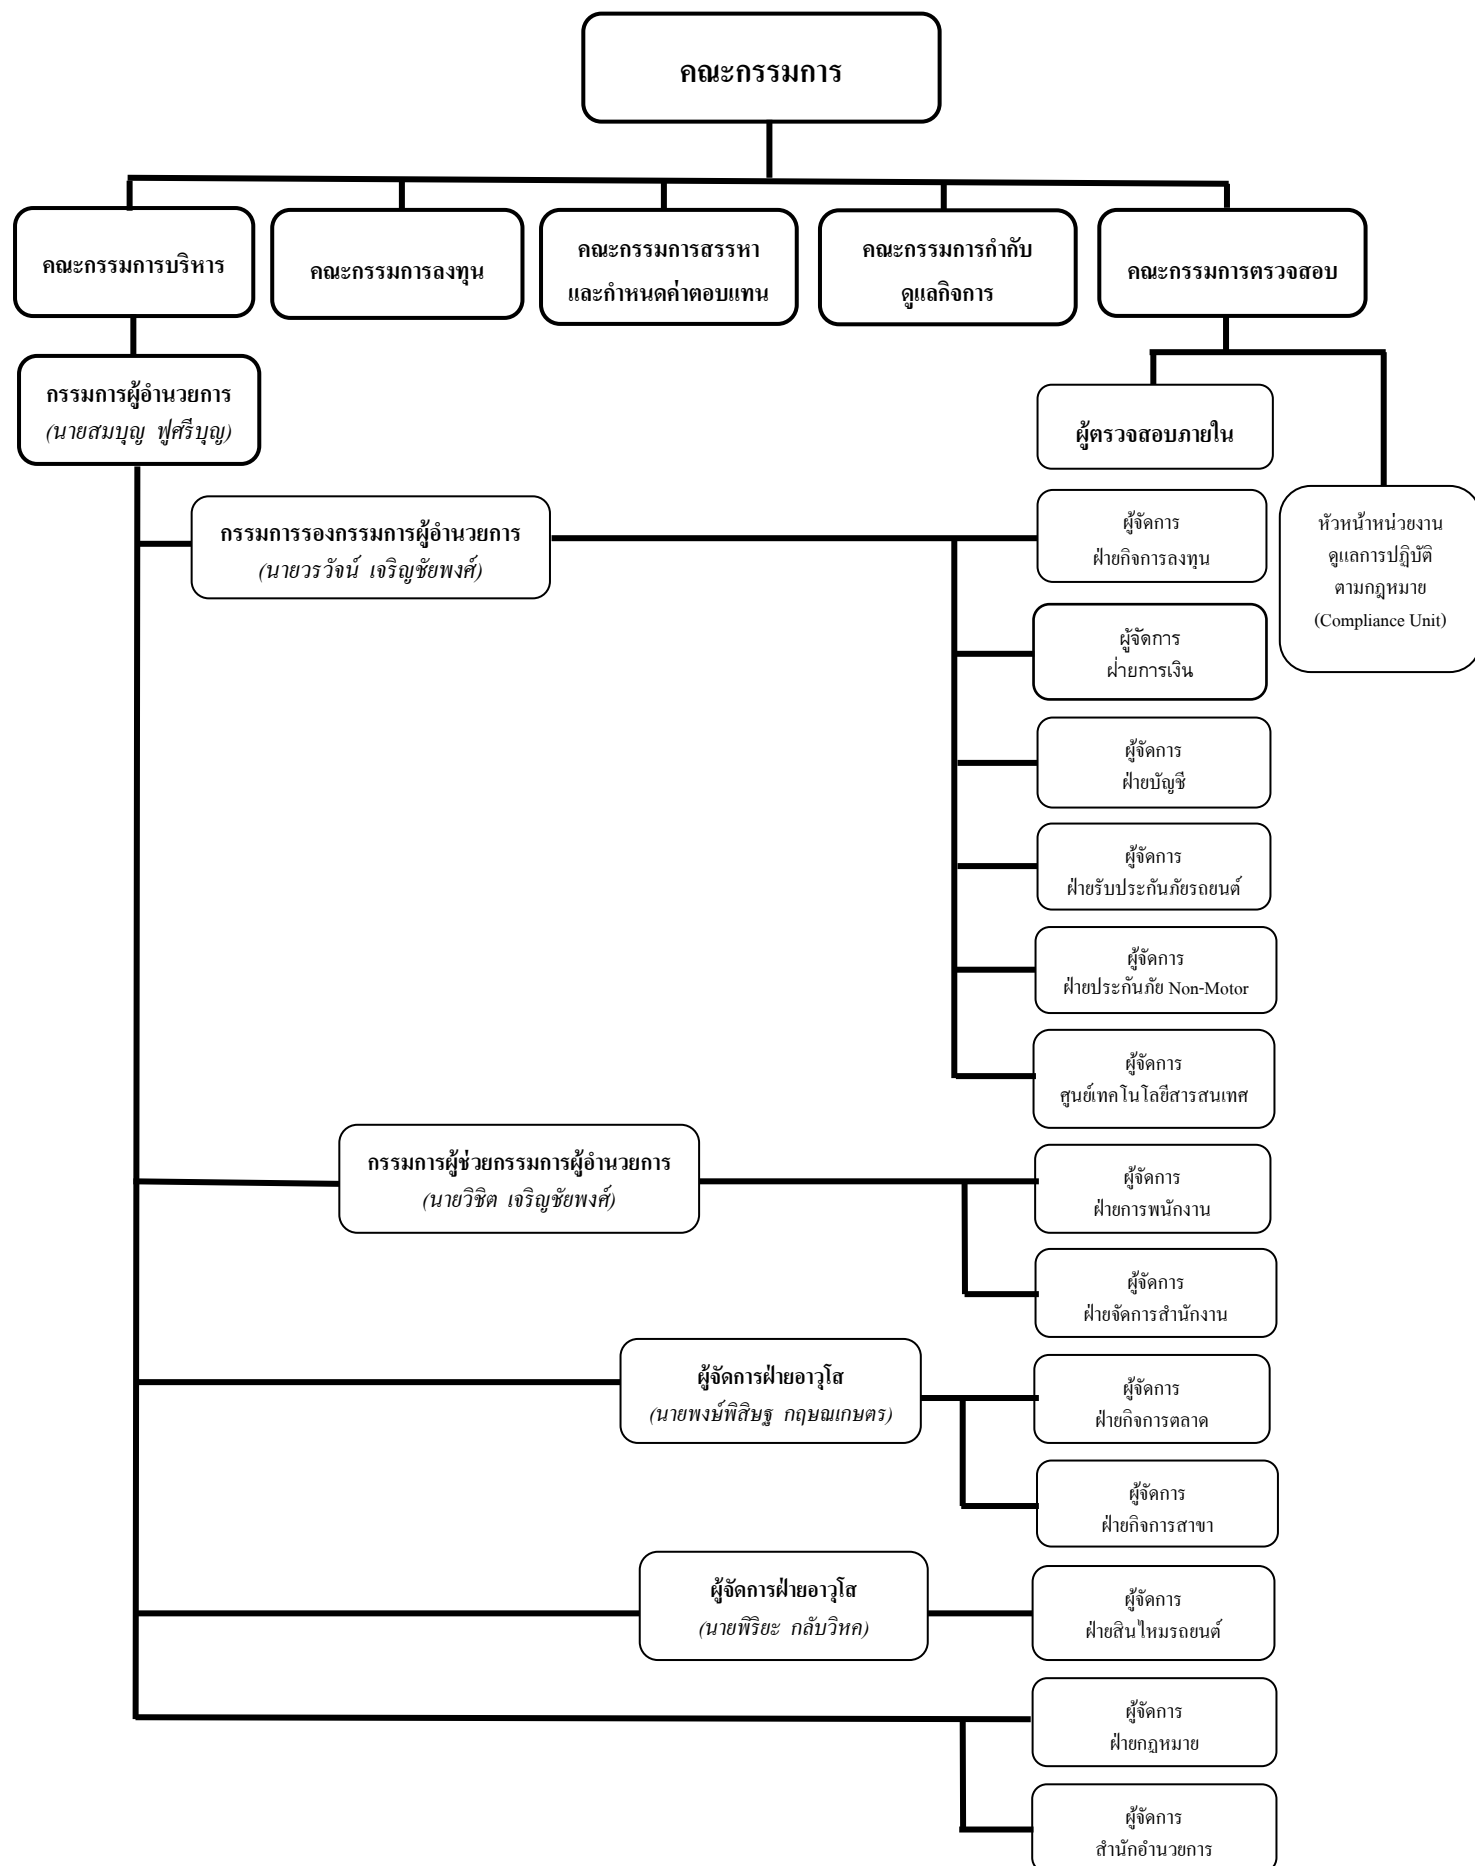 คณะกรรมการ
คณะกรรมการบริหาร
คณะกรรมการลงทุน
คณะกรรมการสรรหา
และกำหนดค่าตอบแทน
คณะกรรมการกำกับ
ดูแลกิจการ
คณะกรรมการตรวจสอบ
กรรมการผู้อำนวยการ
(นายสมบุญ ฟูศรีบุญ)
ผู้ตรวจสอบภายใน
หัวหน้าหน่วยงาน
ดูแลการปฏิบัติ
ตามกฎหมาย
(Compliance Unit)
กรรมการรองกรรมการผู้อำนวยการ
(นายวรวัจน์ เจริญชัยพงศ์)
ผู้จัดการ
ฝ่ายกิจการลงทุน
ผู้จัดการ
ฝ่ายการเงิน
ผู้จัดการ
ฝ่ายบัญชี
ผู้จัดการ
ฝ่ายรับประกันภัยรถยนต์
ผู้จัดการ
ฝ่ายประกันภัย Non-Motor
ผู้จัดการ
ศูนย์เทคโนโลยีสารสนเทศ
กรรมการผู้ช่วยกรรมการผู้อำนวยการ
(นายวิชิต เจริญชัยพงศ์)
ผู้จัดการ
ฝ่ายการพนักงาน
ผู้จัดการ
ฝ่ายจัดการสำนักงาน
ผู้จัดการฝ่ายอาวุโส
(นายพงษ์พิสิษฐ กฤษณเกษตร)
ผู้จัดการ
ฝ่ายกิจการตลาด
ผู้จัดการ
ฝ่ายกิจการสาขา
ผู้จัดการฝ่ายอาวุโส
(นายพิริยะ กลับวิหค)
ผู้จัดการ
ฝ่ายสินไหมรถยนต์
ผู้จัดการ
ฝ่ายกฎหมาย
ผู้จัดการ
สำนักอำนวยการ